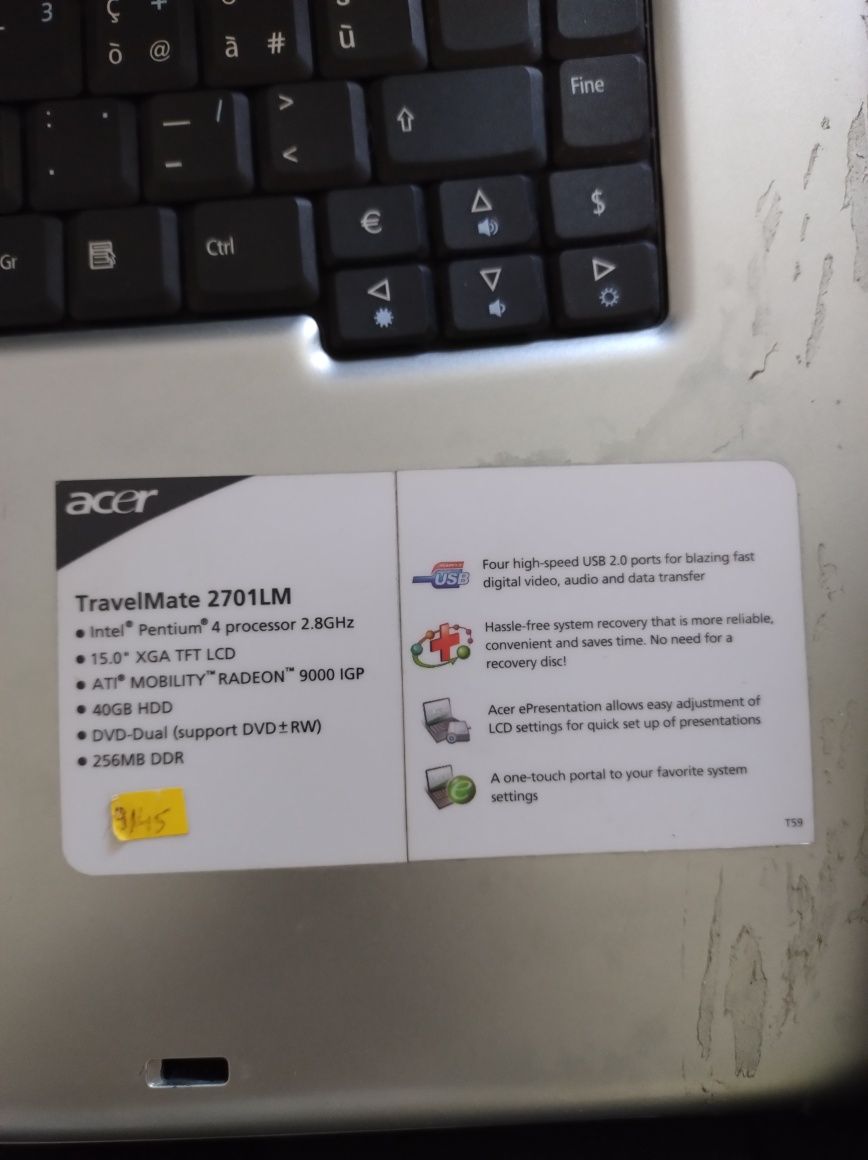 3 ç +
ò @ à # ù
Fine
: . — / >
. - <
⇧
€ △ $
Gr Ctrl
◁ ▽ ▷
acer
TravelMate 2701LM
• Intel® Pentium® 4 processor 2.8GHz
• 15.0" XGA TFT LCD
• ATI® MOBILITY™ RADEON™ 9000 IGP
• 40GB HDD
• DVD-Dual (support DVD±RW)
• 256MB DDR
USB
Four high-speed USB 2.0 ports for blazing fast
digital video, audio and data transfer
Hassle-free system recovery that is more reliable,
convenient and saves time. No need for a
recovery disc!
Acer ePresentation allows easy adjustment of
LCD settings for quick set up of presentations
e
A one-touch portal to your favorite system
settings
T59